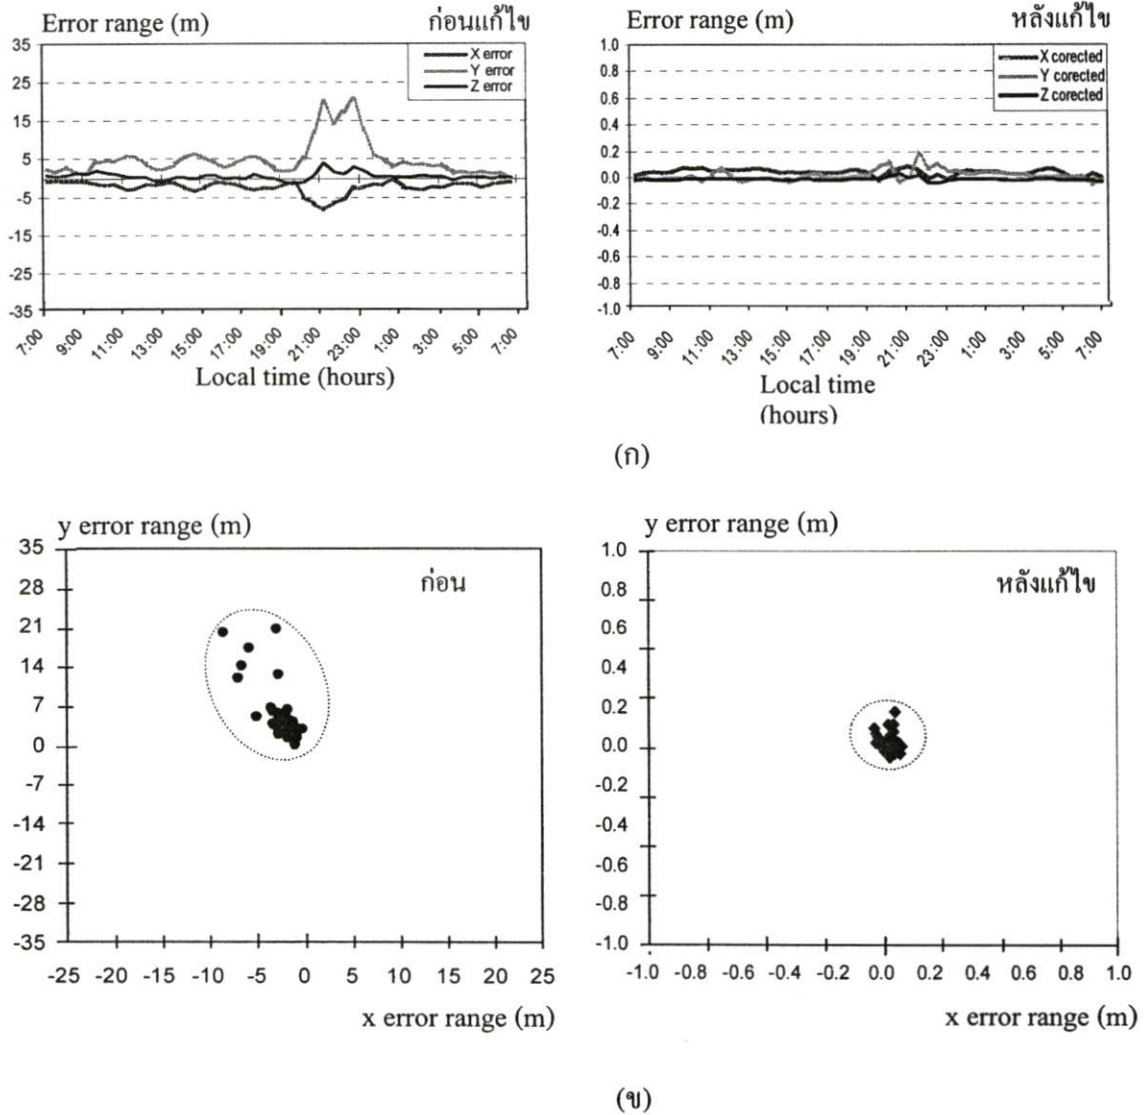 Error range (m)
ก่อนแก้ไข
35
25
15
5
-5
-15
-25
-35
X error
Y error
Z error
7:00
9:00
11:00
13:00
15:00
17:00
19:00
21:00
23:00
1:00
3:00
5:00
7:00
Local time (hours)
Error range (m)
หลังแก้ไข
1.0
0.8
0.6
0.4
0.2
0.0
-0.2
-0.4
-0.6
-0.8
-1.0
X corected
Y corected
Z corected
7:00
9:00
11:00
13:00
15:00
17:00
19:00
21:00
23:00
1:00
3:00
5:00
7:00
Local time
(hours)
(ก)
y error range (m)
ก่อน
35
28
21
14
7
0
-7
-14
-21
-28
-35
-25 -20 -15 -10 -5 0 5 10 15 20 25
x error range (m)
y error range (m)
หลังแก้ไข
1.0
0.8
0.6
0.4
0.2
0.0
-0.2
-0.4
-0.6
-0.8
-1.0
-1.0 -0.8 -0.6 -0.4 -0.2 0.0 0.2 0.4 0.6 0.8 1.0
x error range (m)
(ข)